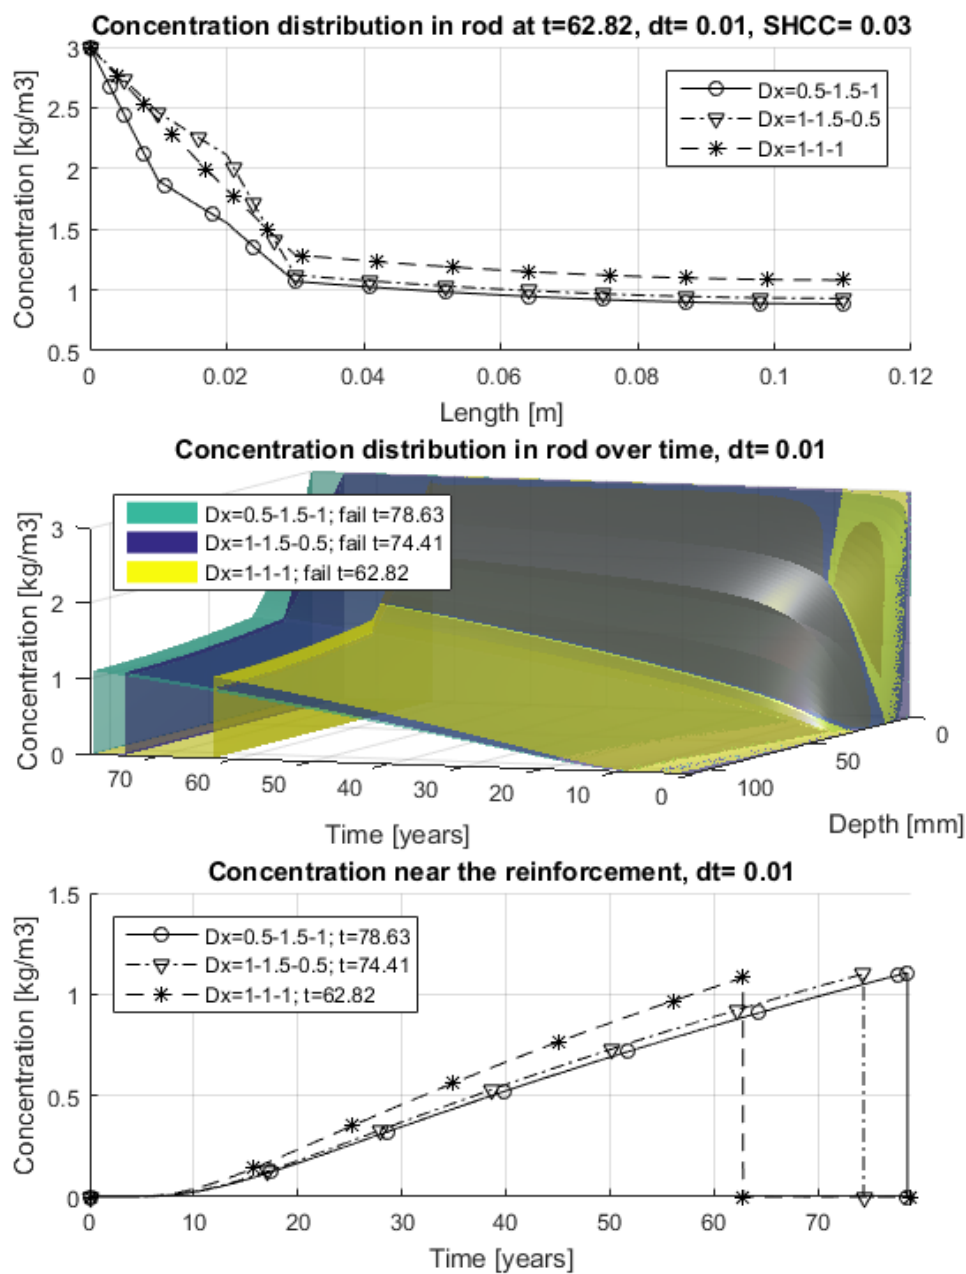 Concentration distribution in rod at t=62.82, dt= 0.01, SHCC= 0.03
Concentration [kg/m3]
3
2.5
2
1.5
1
0.5
Dx=0.5-1.5-1
Dx=1-1.5-0.5
Dx=1-1-1
0
0.02
0.04
0.06
0.08
0.1
0.12
Length [m]
Concentration distribution in rod over time, dt= 0.01
Concentration [kg/m3]
3
2
1
0
Dx=0.5-1.5-1; fail t=78.63
Dx=1-1.5-0.5; fail t=74.41
Dx=1-1-1; fail t=62.82
70
60
50
40
30
20
10
0
100
50
0
Time [years]
Depth [mm]
Concentration near the reinforcement, dt= 0.01
Concentration [kg/m3]
1.5
1
0.5
0
Dx=0.5-1.5-1; t=78.63
Dx=1-1.5-0.5; t=74.41
Dx=1-1-1; t=62.82
0
10
20
30
40
50
60
70
Time [years]